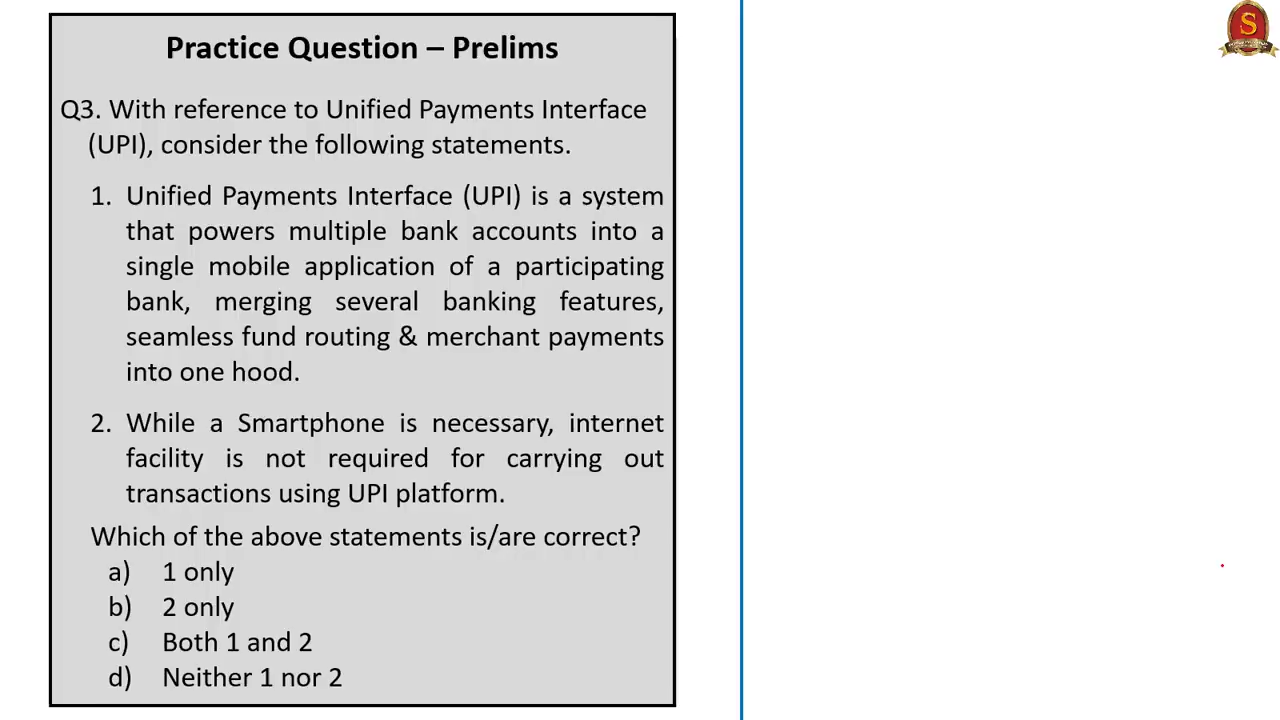 Practice Question – Prelims
Q3. With reference to Unified Payments Interface
(UPI), consider the following statements.
1. Unified Payments Interface (UPI) is a system
that powers multiple bank accounts into a
single mobile application of a participating
bank, merging several banking features,
seamless fund routing & merchant payments
into one hood.
2. While a Smartphone is necessary, internet
facility is not required for carrying out
transactions using UPI platform.
Which of the above statements is/are correct?
a) 1 only
b) 2 only
c) Both 1 and 2
d) Neither 1 nor 2
S